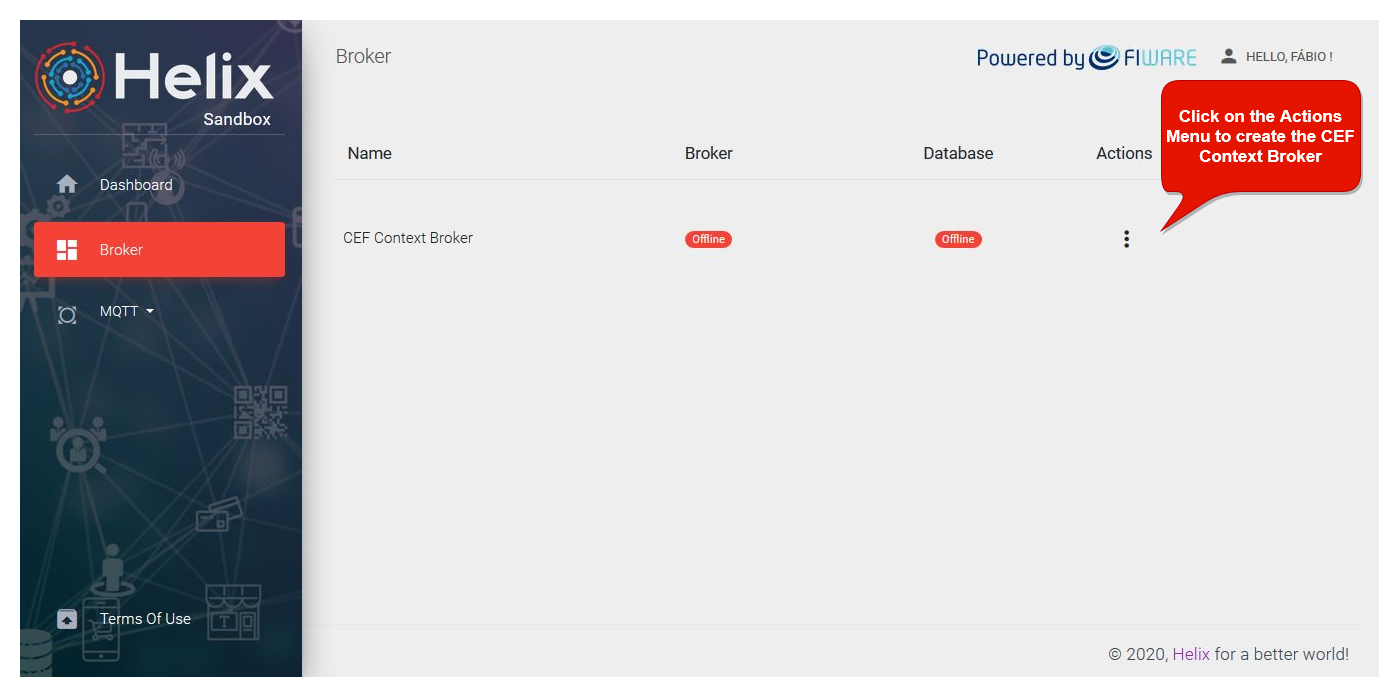 Helix
Sandbox
Dashboard
Broker
MQTT
Terms Of Use
Broker
Powered by FIWARE
HELLO, FÁBIO !
Click on the Actions
Menu to create the CEF
Context Broker
Name Broker Database Actions
CEF Context Broker Offline Offline
T
© 2020, Helix for a better world!